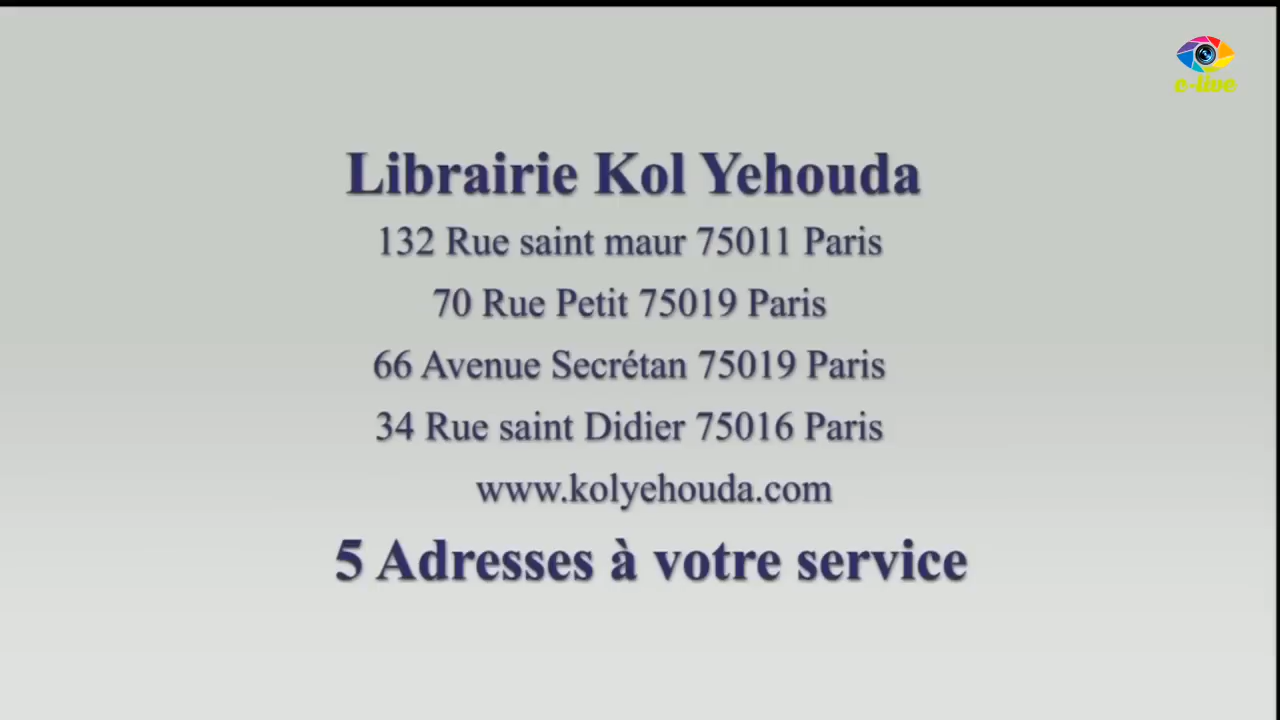 e-live
Librairie Kol Yehouda
132 Rue saint maur 75011 Paris
70 Rue Petit 75019 Paris
66 Avenue Secrétan 75019 Paris
34 Rue saint Didier 75016 Paris
www.kolyehouda.com
5 Adresses à votre service